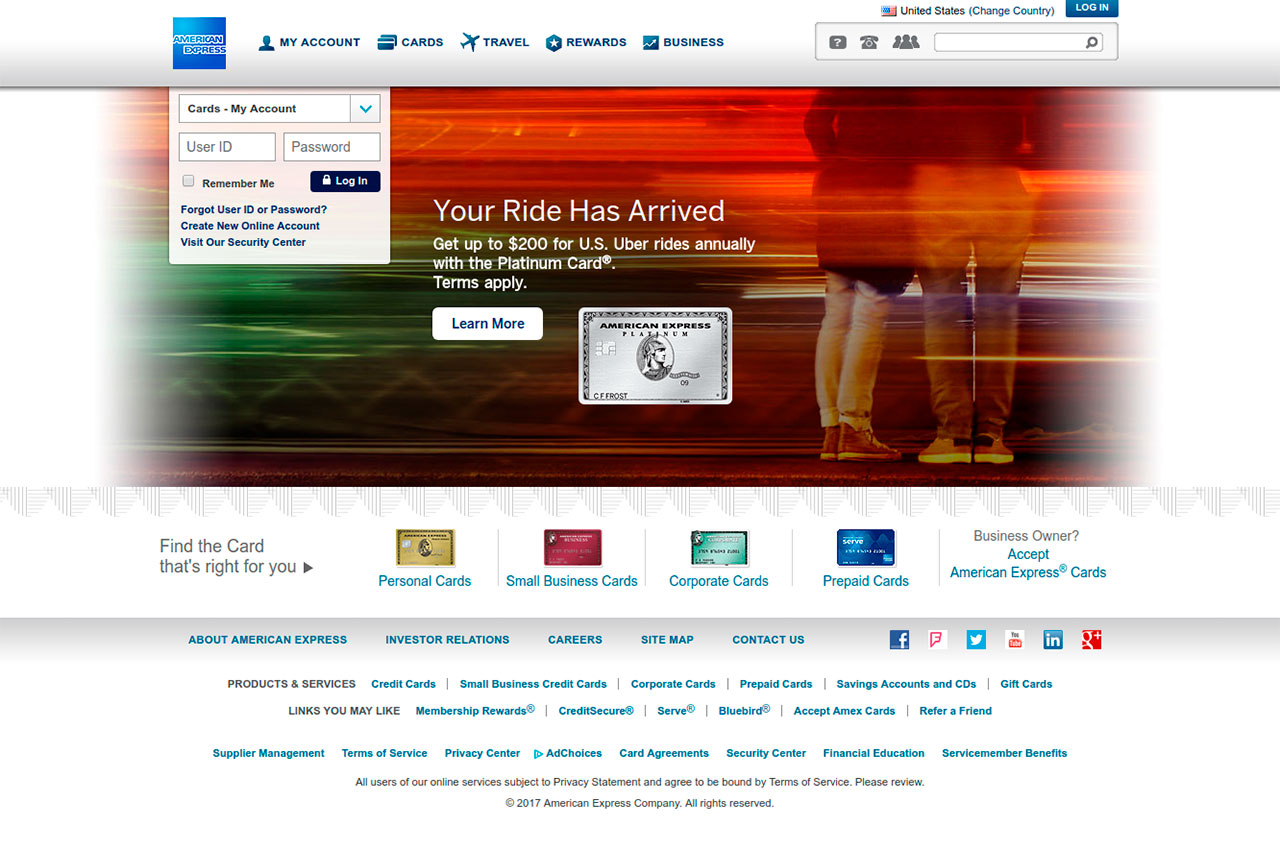 United States (Change Country)
LOG IN
AMERICAN EXPRESS
MY ACCOUNT
CARDS
TRAVEL
REWARDS
BUSINESS
?
Cards - My Account
User ID
Password
Remember Me
Log In
Forgot User ID or Password?
Create New Online Account
Visit Our Security Center
Your Ride Has Arrived
Get up to $200 for U.S. Uber rides annually
with the Platinum Card®.
Terms apply.
Learn More
AMERICAN EXPRESS
PLATINUM
09
C F FROST
Find the Card
that's right for you
Personal Cards
BUSINESS
Small Business Cards
CORPORATE
Corporate Cards
serve
Prepaid Cards
Business Owner?
Accept
American Express® Cards
ABOUT AMERICAN EXPRESS
INVESTOR RELATIONS
CAREERS
SITE MAP
CONTACT US
f
You Tube
in
g+
PRODUCTS & SERVICES Credit Cards | Small Business Credit Cards | Corporate Cards | Prepaid Cards | Savings Accounts and CDs | Gift Cards
LINKS YOU MAY LIKE Membership Rewards® | CreditSecure® | Serve® | Bluebird® | Accept Amex Cards | Refer a Friend
Supplier Management Terms of Service Privacy Center AdChoices Card Agreements Security Center Financial Education Servicemember Benefits
All users of our online services subject to Privacy Statement and agree to be bound by Terms of Service. Please review.
© 2017 American Express Company. All rights reserved.